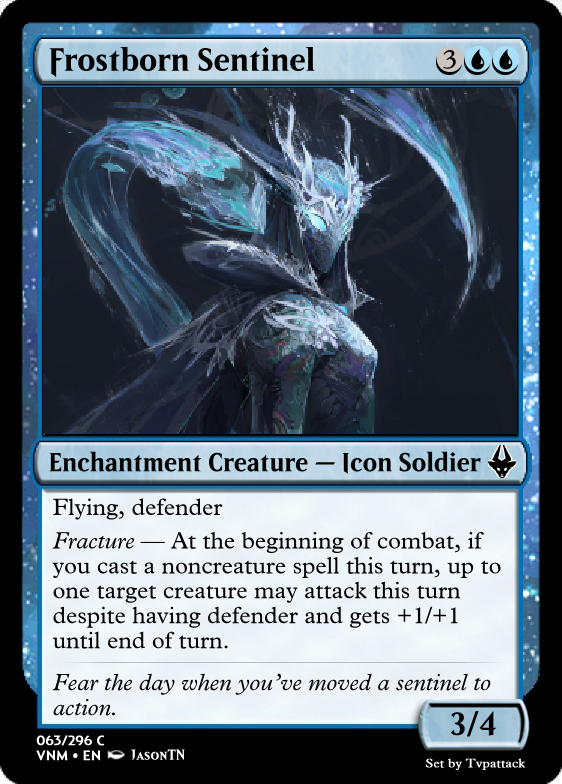 Frostborn Sentinel 3
Enchantment Creature — Icon Soldier
Flying, defender
Fracture — At the beginning of combat, if
you cast a noncreature spell this turn, up to
one target creature may attack this turn
despite having defender and gets +1/+1
until end of turn.
Fear the day when you've moved a sentinel to
action.
3/4
063/296 C
VNM • EN JASONTN
Set by Tvpattack